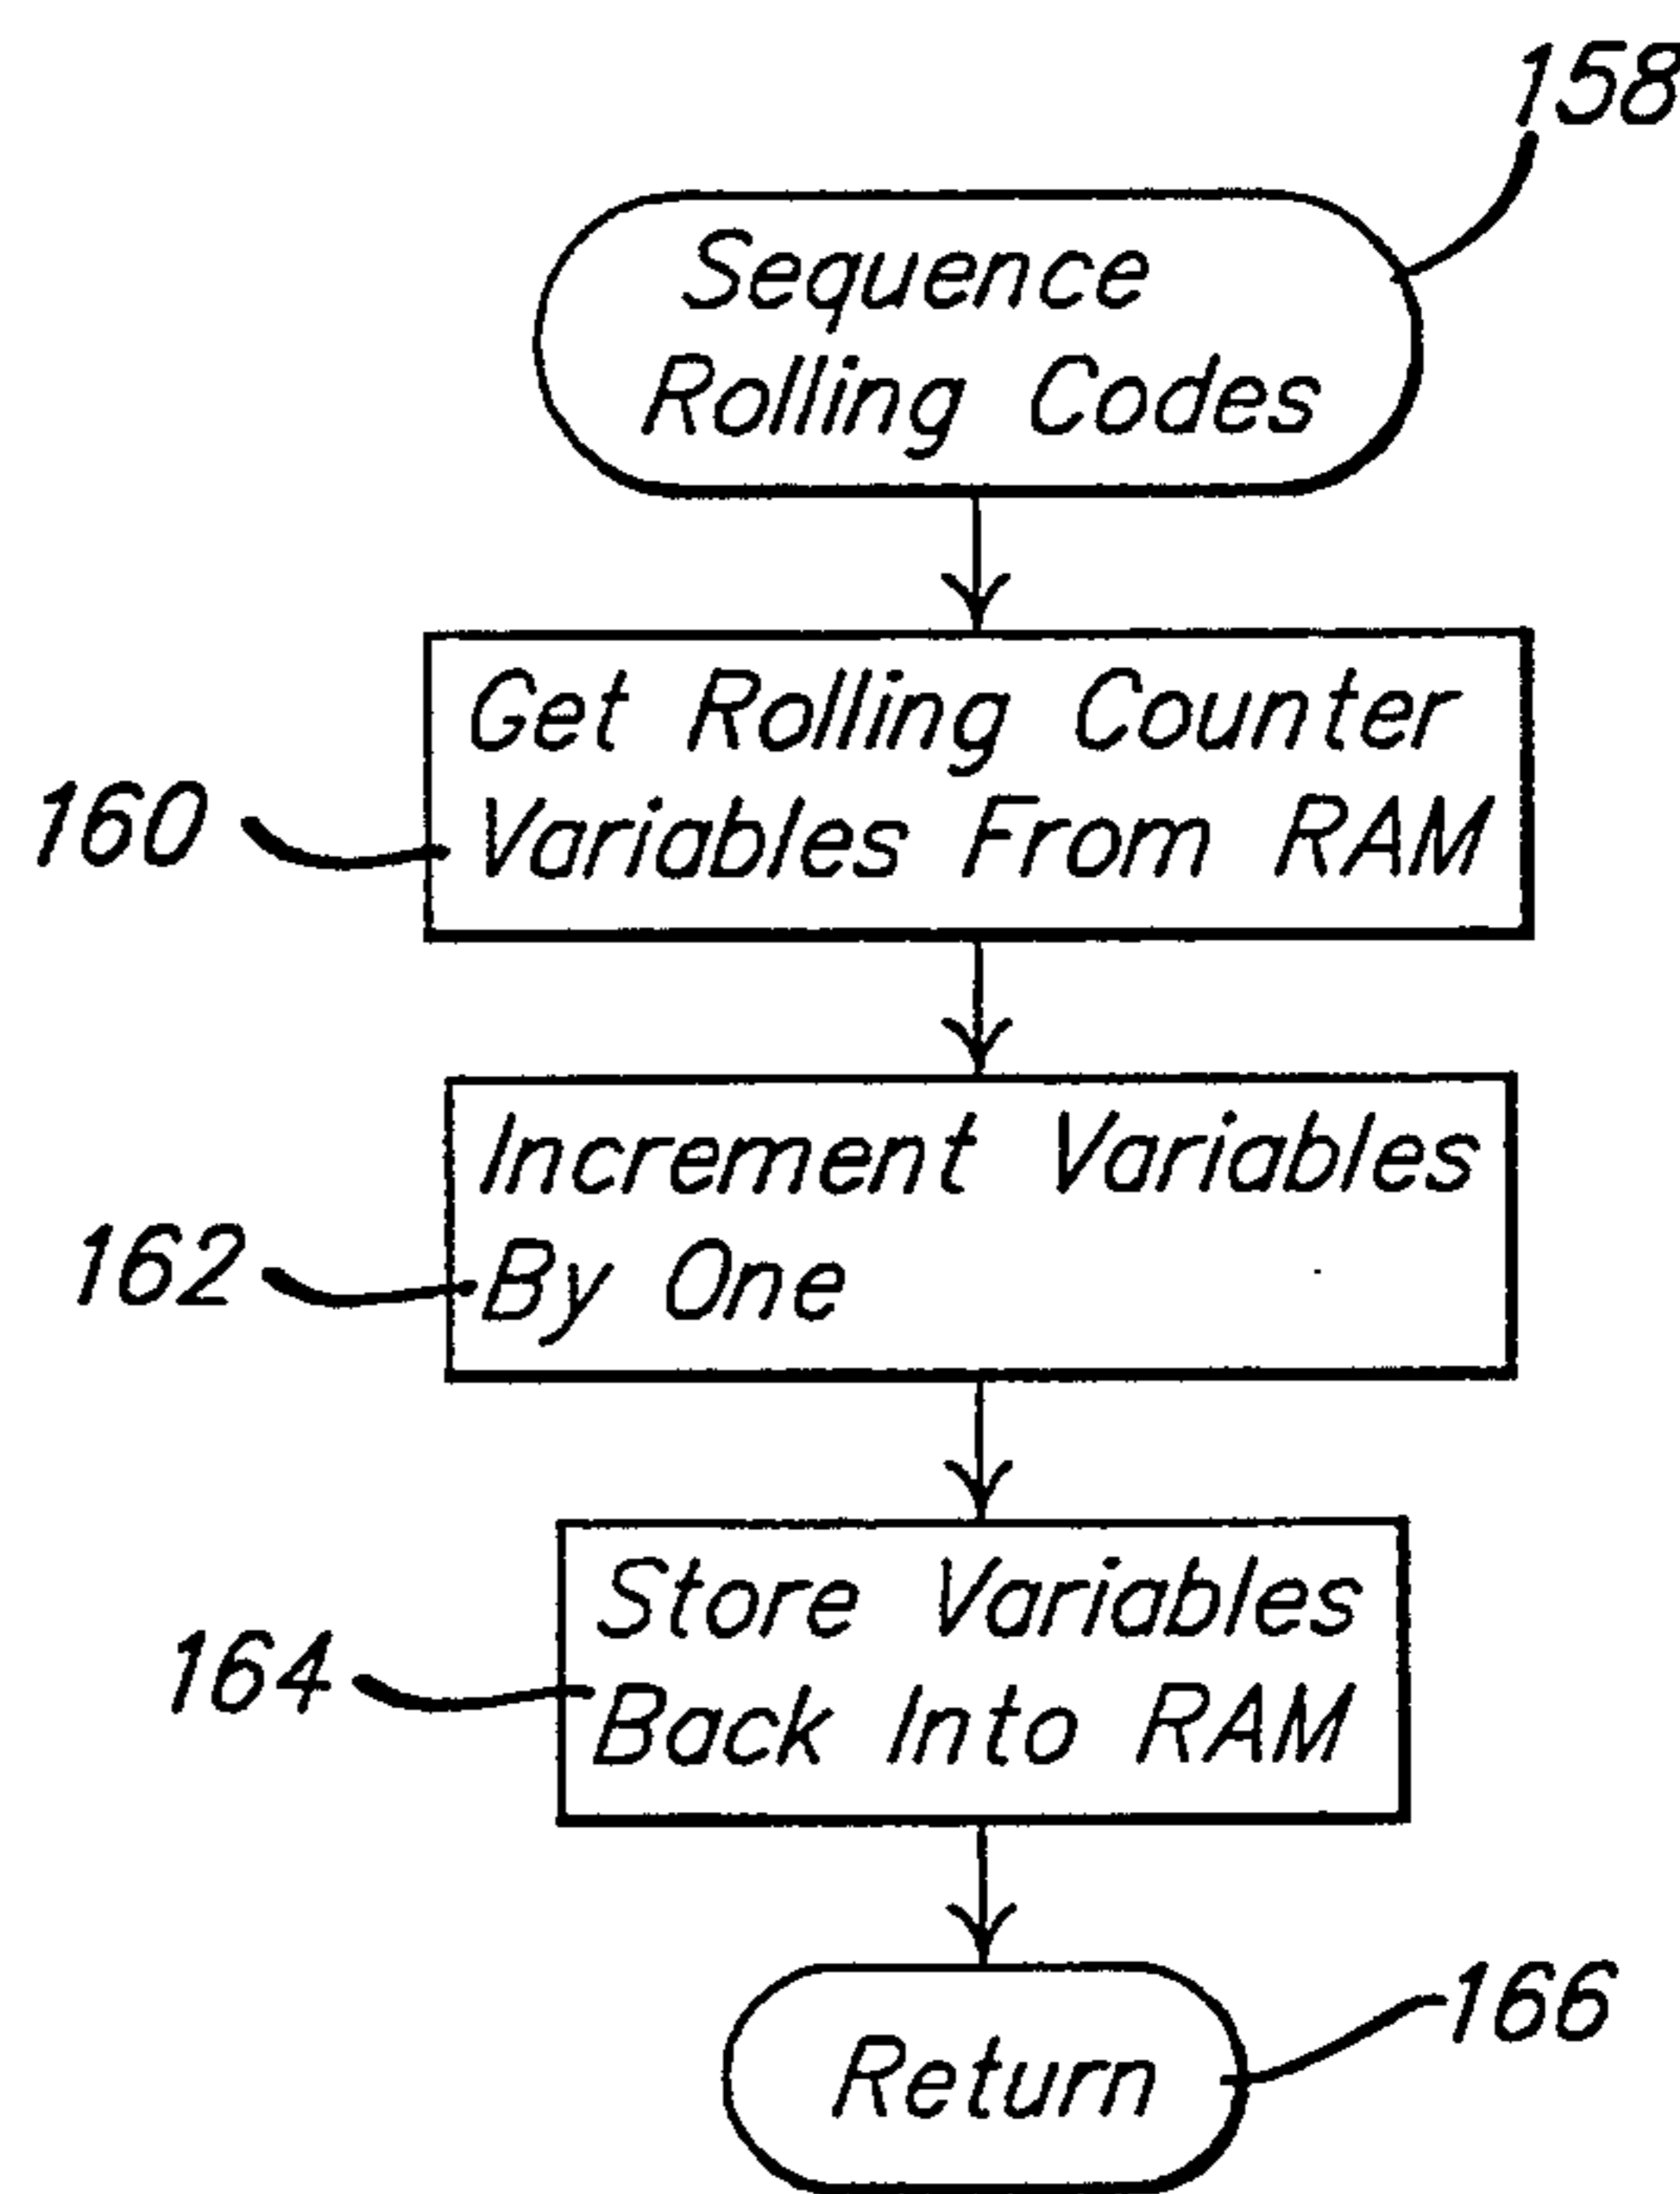 158
Sequence
Rolling Codes
Get Rolling Counter
160
Variables From RAM
Increment Variables
162
By One
Store Variables
164
Back Into RAM
166
Return